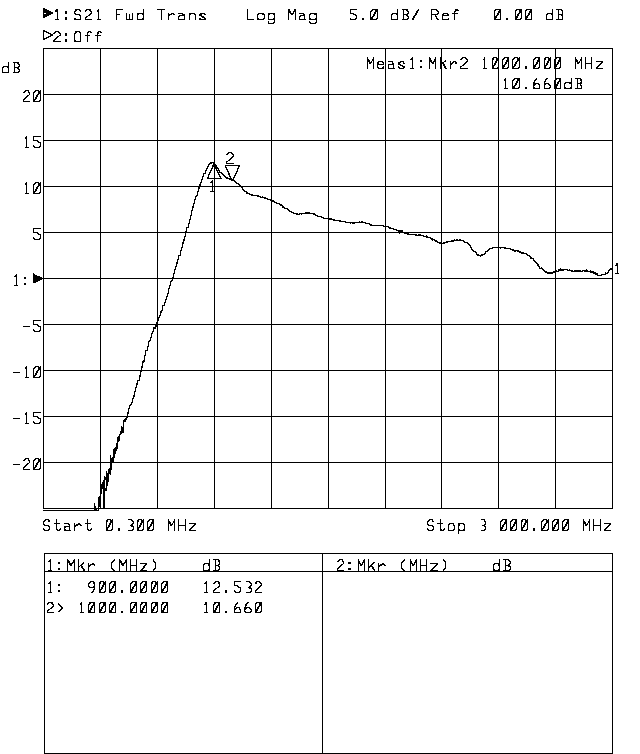 1:S21 Fwd Trans Log Mag 5.0 dB/ Ref 0.00 dB
2:Off
Meas1:Mkr2 1000.000 MHz
10.660dB
dB
20
15
2
10
1
5
1:
1
-5
-10
-15
-20
Start 0.300 MHz Stop 3 000.000 MHz
1:Mkr (MHz) dB 2:Mkr (MHz) dB
1: 900.0000 12.532
2> 1000.0000 10.660